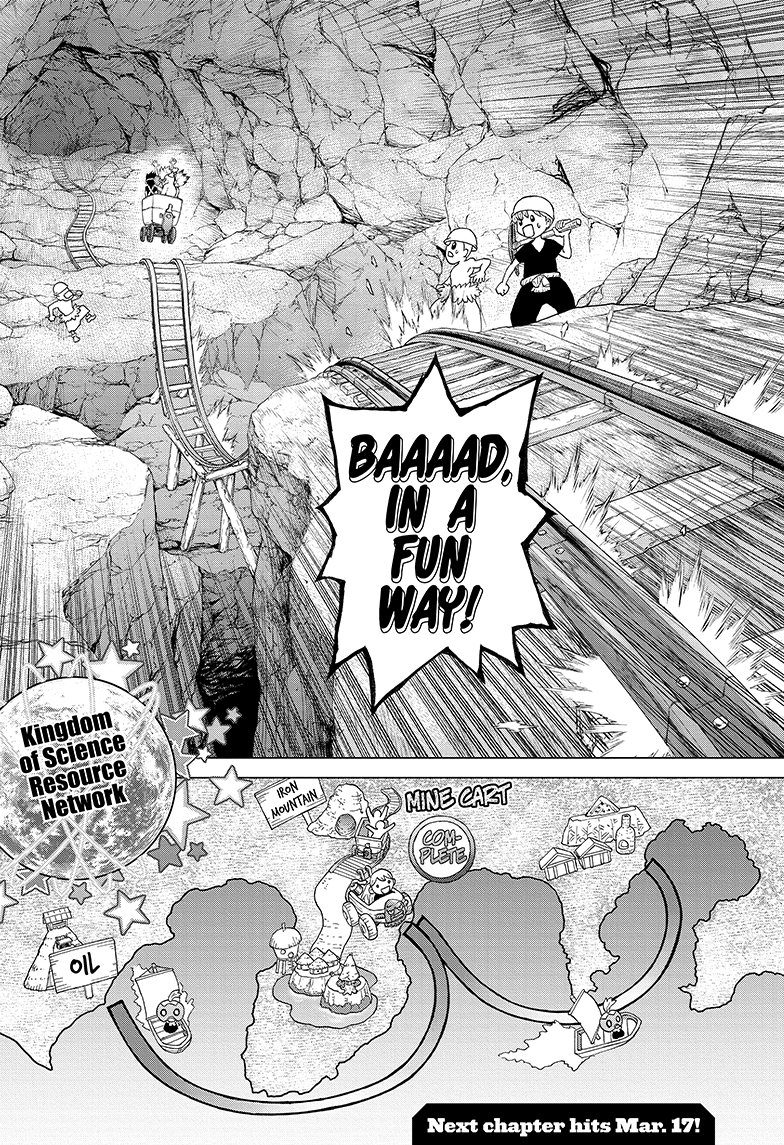 BAAAAD,
IN A
FUN
WAY!
Kingdom
of Science
Resource
Network
IRON
MOUNTAIN
MINE CART
COM-
PLETE
OIL
Next chapter hits Mar. 17!